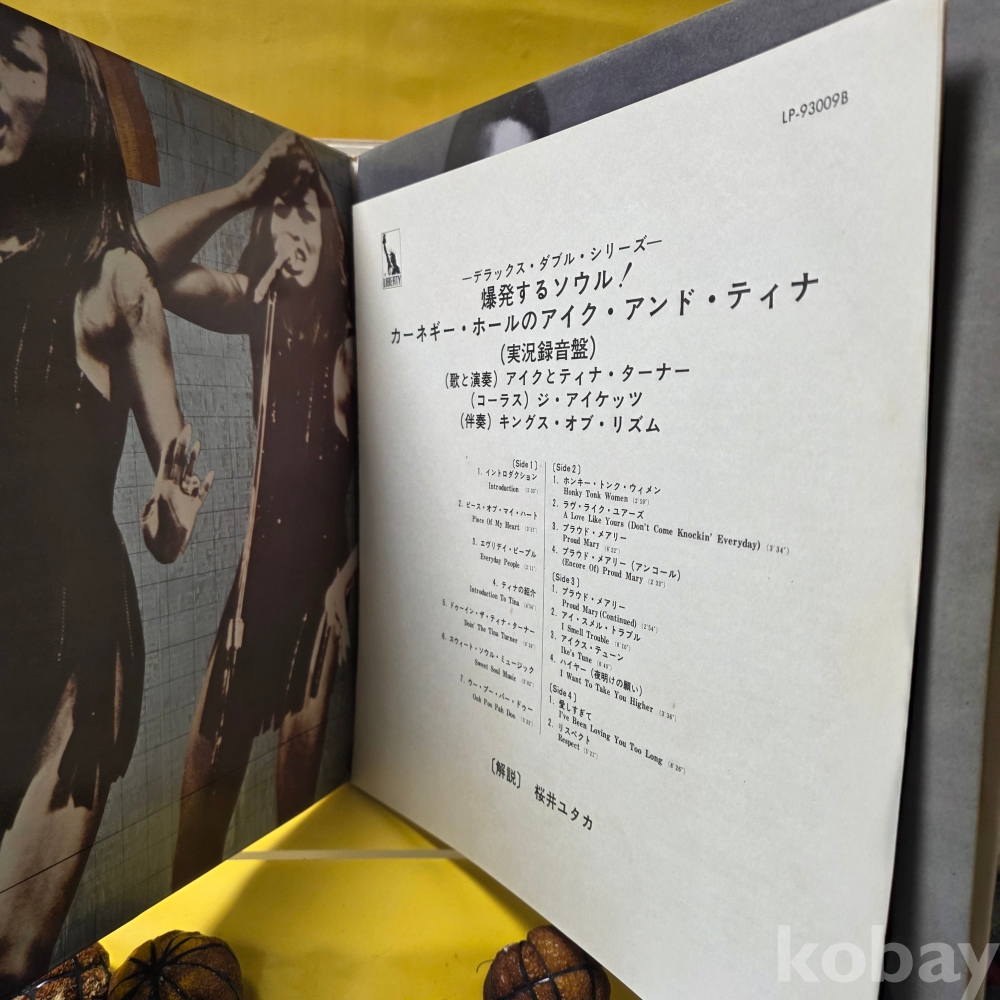 LP-93009B
LIBERTY
—デラックス・ダブル・シリーズ—
爆発するソウル!
カーネギー・ホールのアイク・アンド・ティナ
(実況録音盤)
(歌と演奏) アイクとティナ・ターナー
(コーラス) ジ・アイケッツ
(伴奏) キングス・オブ・リズム
〔Side 1〕
1. イントロダクション
Introduction
2. ピース・オブ・マイ・ハート
Piece Of My Heart
3. エヴリデイ・ピープル
Everyday People
4. ティナの紹介
Introduction To Tina
5. ドゥーイン・ザ・ティナ・ターナー
Doin' The Tina Turner
6. スウィート・ソウル・ミュージック
Sweet Soul Music
7. ウー・プー・パー・ドゥー
Ooh Poo Pah Doo
〔Side 2〕
1. ホンキー・トンク・ウィメン
Honky Tonk Women (2'59")
2. ラヴ・ライク・ユアーズ
A Love Like Yours (Don't Come Knockin' Everyday) (3'34")
3. プラウド・メアリー
Proud Mary (6'22")
4. プラウド・メアリー (アンコール)
(Encore Of) Proud Mary (2'33")
〔Side 3〕
1. プラウド・メアリー
Proud Mary (Continued) (2'54")
2. アイ・スメル・トラブル
I Smell Trouble
3. アイクス・テューン
Ike's Tune
4. ハイヤー (夜明けの願い)
I Want To Take You Higher (3'36")
〔Side 4〕
1. 愛しすぎて
I've Been Loving You Too Long (8'26")
2. リスペクト
Respect
〔解説〕 桜井ユタカ
kobay